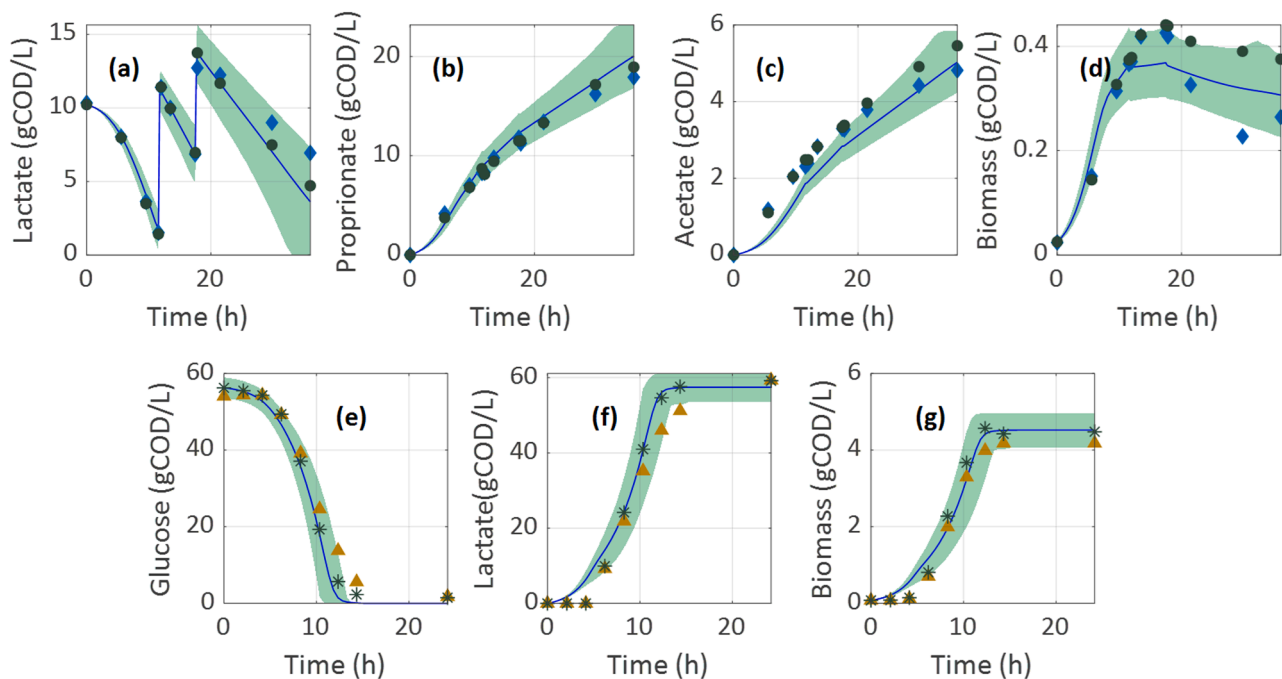 Lactate (gCOD/L)
15
10
5
0
(a)
0
20
Time (h)
Proprionate (gCOD/L)
20
10
0
(b)
0
20
Time (h)
Acetate (gCOD/L)
6
4
2
0
(c)
0
20
Time (h)
Biomass (gCOD/L)
0.4
0.2
0
(d)
0
20
Time (h)
Glucose (gCOD/L)
60
40
20
0
(e)
0
10
20
Time (h)
Lactate(gCOD/L)
60
40
20
0
(f)
0
10
20
Time (h)
Biomass (gCOD/L)
6
4
2
0
(g)
0
10
20
Time (h)